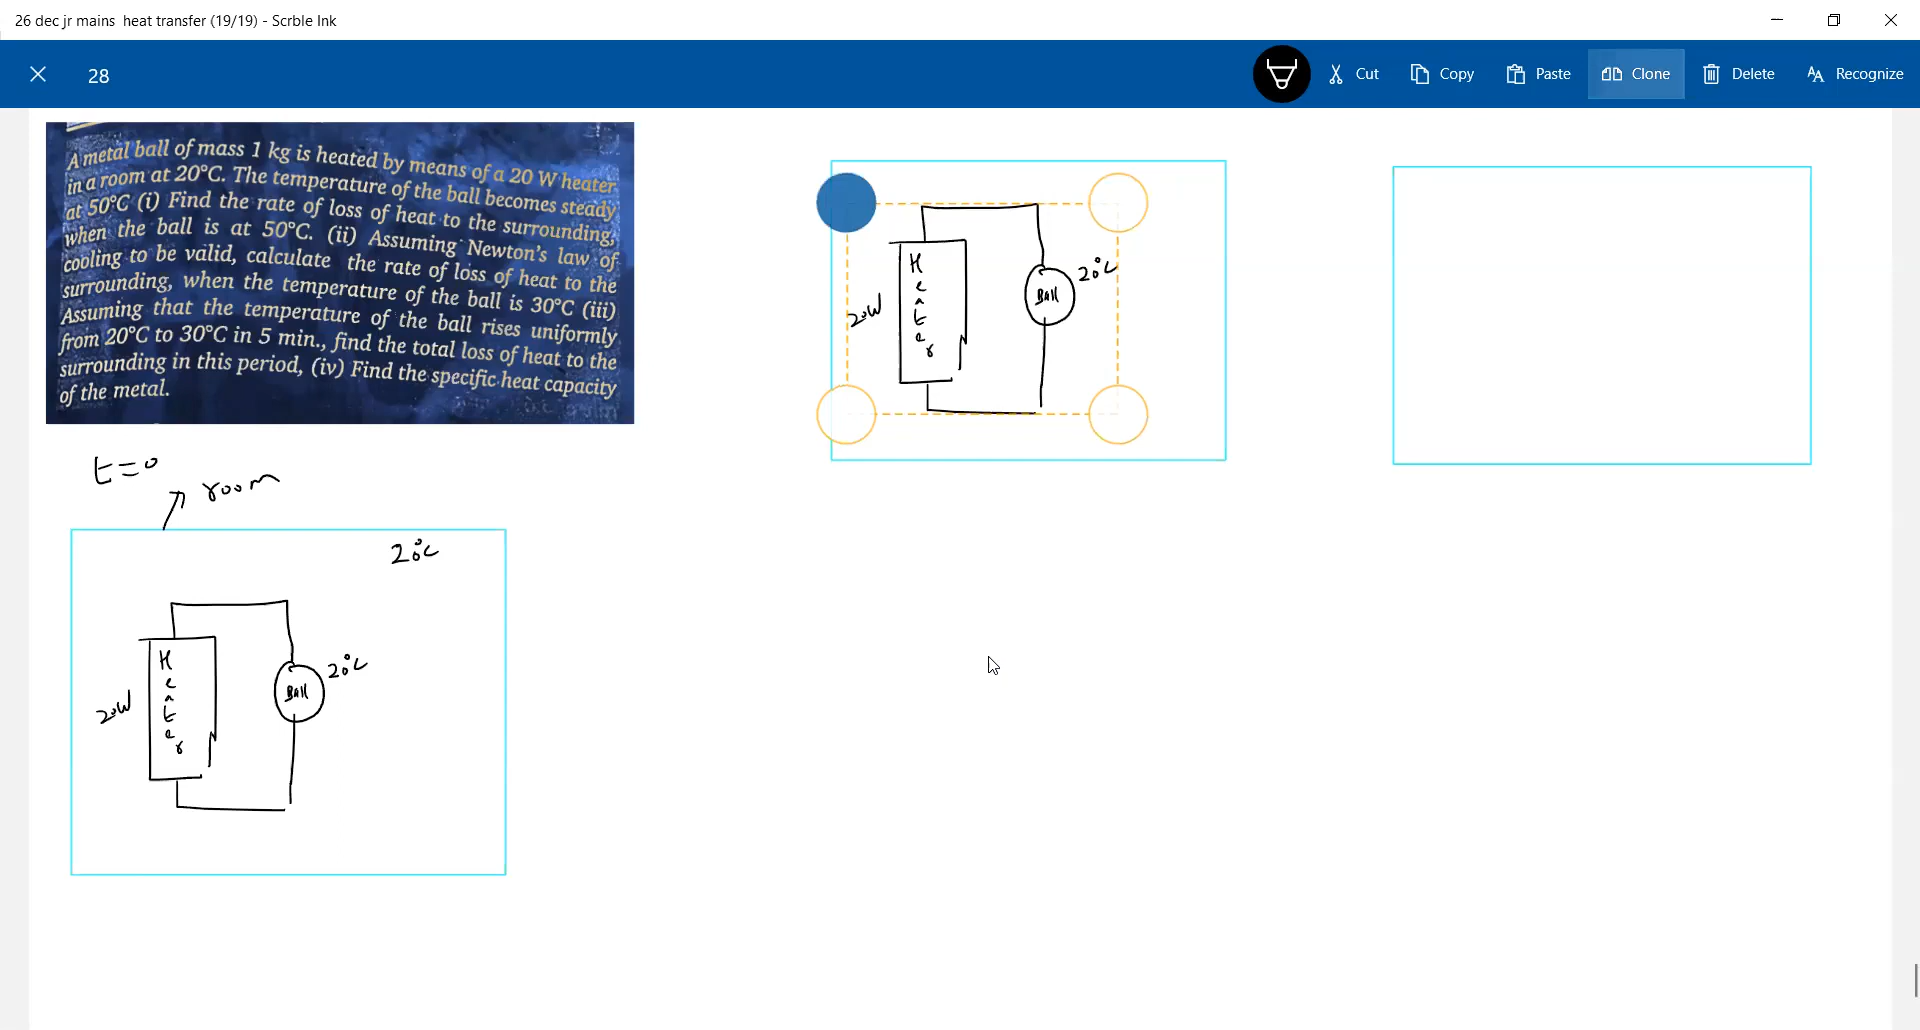 26 dec jr mains heat transfer (19/19) - Scrble Ink
28
Cut
Copy
Paste
Clone
Delete
Recognize
A metal ball of mass 1 kg is heated by means of a 20 W heater
in a room at 20°C. The temperature of the ball becomes steady
at 50°C (i) Find the rate of loss of heat to the surrounding,
when the ball is at 50°C. (ii) Assuming Newton's law of
cooling to be valid, calculate the rate of loss of heat to the
surrounding, when the temperature of the ball is 30°C (iii)
Assuming that the temperature of the ball rises uniformly
from 20°C to 30°C in 5 min., find the total loss of heat to the
surrounding in this period, (iv) Find the specific heat capacity
of the metal.
t=0
room
20°C
Heater
20W
Ball
20°C
Heater
20W
Ball
20°C